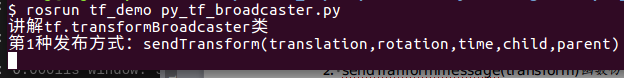 $ rosrun tf_demo py_tf_broadcaster.py
讲解tf.transformBroadcaster类
第1种发布方式：sendTransform(translation,rotation,time,child,parent)